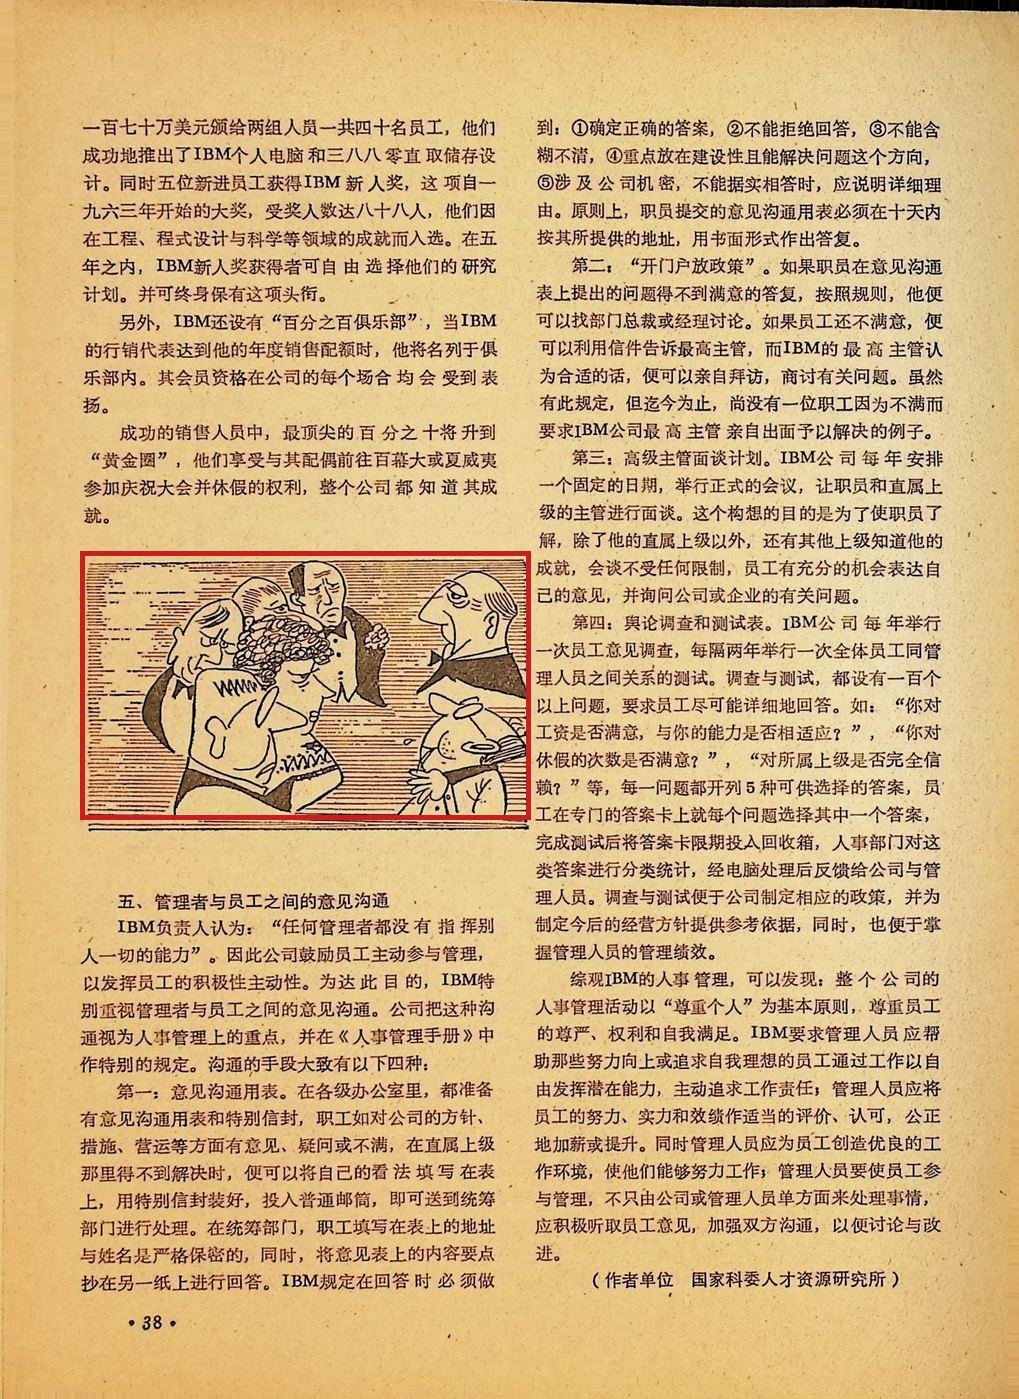 一百七十万美元颁给两组人员一共四十名员工，他们
成功地推出了IBM个人电脑和三八八零直取储存设
计。同时五位新进员工获得IBM新人奖，这项自一
九六三年开始的大奖，受奖人数达八十八人，他们因
在工程、程式设计与科学等领域的成就而入选。在五
年之内，IBM新人奖获得者可自由选择他们的研究
计划。并可终身保有这项头衔。
另外，IBM还设有“百分之百俱乐部”，当IBM
的行销代表达到他的年度销售配额时，他将名列于俱
乐部内。其会员资格在公司的每个场合均会受到表
扬。
成功的销售人员中，最顶尖的百分之十将升到
“黄金圈”，他们享受与其配偶前往百幕大或夏威夷
参加庆祝大会并休假的权利，整个公司都知道其成
就。
五、管理者与员工之间的意见沟通
IBM负责人认为：“任何管理者都没有指挥别
人一切的能力”。因此公司鼓励员工主动参与管理，
以发挥员工的积极性主动性。为达此目的，IBM特
别重视管理者与员工之间的意见沟通。公司把这种沟
通视为人事管理上的重点，并在《人事管理手册》中
作特别的规定。沟通的手段大致有以下四种：
第一：意见沟通用表。在各级办公室里，都准备
有意见沟通用表和特别信封，职工如对公司的方针、
措施、营运等方面有意见、疑问或不满，在直属上级
那里得不到解决时，便可以将自己的看法填写在表
上，用特别信封装好，投入普通邮筒，即可送到统筹
部门进行处理。在统筹部门，职工填写在表上的地址
与姓名是严格保密的，同时，将意见表上的内容要点
抄在另一纸上进行回答。IBM规定在回答时必须做
到：①确定正确的答案，②不能拒绝回答，③不能含
糊不清，④重点放在建设性且能解决问题这个方向，
⑤涉及公司机密，不能据实相答时，应说明详细理
由。原则上，职员提交的意见沟通用表必须在十天内
按其所提供的地址，用书面形式作出答复。
第二：“开门户放政策”。如果职员在意见沟通
表上提出的问题得不到满意的答复，按照规则，他便
可以找部门总裁或经理讨论。如果员工还不满意，便
可以利用信件告诉最高主管，而IBM的最高主管认
为合适的话，便可以亲自拜访，商讨有关问题。虽然
有此规定，但迄今为止，尚没有一位职工因为不满而
要求IBM公司最高主管亲自出面予以解决的例子。
第三：高级主管面谈计划。IBM公司每年安排
一个固定的日期，举行正式的会议，让职员和直属上
级的主管进行面谈。这个构想的目的是为了使职员了
解，除了他的直属上级以外，还有其他上级知道他的
成就，会谈不受任何限制，员工有充分的机会表达自
己的意见，并询问公司或企业的有关问题。
第四：舆论调查和测试表。IBM公司每年举行
一次员工意见调查，每隔两年举行一次全体员工同管
理人员之间关系的测试。调查与测试，都设有一百个
以上问题，要求员工尽可能详细地回答。如：“你对
工资是否满意，与你的能力是否相适应？”，“你对
休假的次数是否满意？”，“对所属上级是否完全信
赖？”等，每一问题都开列5种可供选择的答案，员
工在专门的答案卡上就每个问题选择其中一个答案，
完成测试后将答案卡限期投入回收箱，人事部门对这
类答案进行分类统计，经电脑处理后反馈给公司与管
理人员。调查与测试便于公司制定相应的政策，并为
制定今后的经营方针提供参考依据，同时，也便于掌
握管理人员的管理绩效。
综观IBM的人事管理，可以发现：整个公司的
人事管理活动以“尊重个人”为基本原则，尊重员工
的尊严、权利和自我满足。IBM要求管理人员应帮
助那些努力向上或追求自我理想的员工通过工作以自
由发挥潜在能力，主动追求工作责任；管理人员应将
员工的努力、实力和效绩作适当的评价、认可，公正
地加薪或提升。同时管理人员应为员工创造优良的工
作环境，使他们能够努力工作；管理人员要使员工参
与管理，不只由公司或管理人员单方面来处理事情，
应积极听取员工意见，加强双方沟通，以便讨论与改
进。
（作者单位　国家科委人才资源研究所）
·38·